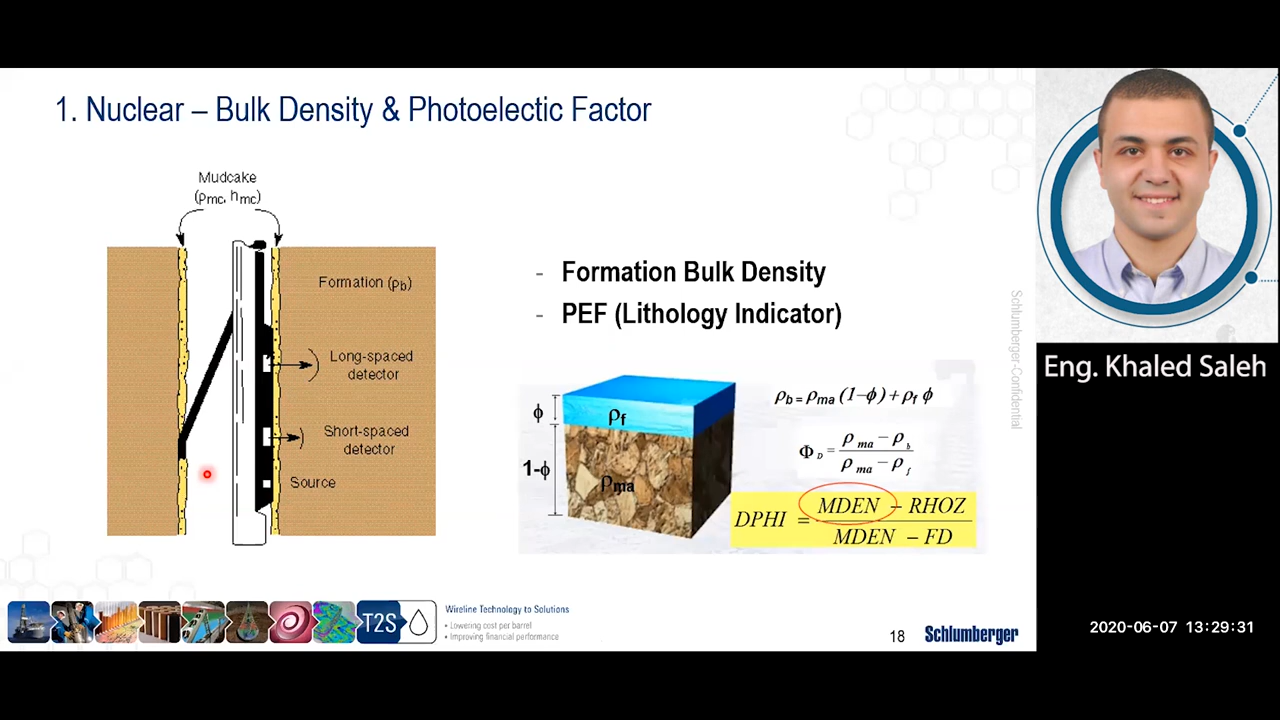 1. Nuclear – Bulk Density & Photoelectic Factor
Mudcake
(ρmc, hmc)
Formation (ρb)
Long-spaced
detector
Short-spaced
detector
Source
- Formation Bulk Density
- PEF (Lithology Indicator)
ϕ
1-ϕ
ρf
ρma
ρb = ρma (1-ϕ) + ρf ϕ
ΦD = (ρma − ρb) / (ρma − ρf)
DPHI = (MDEN − RHOZ) / (MDEN − FD)
Schlumberger-Confidential
T2S
Wireline Technology to Solutions
• Lowering cost per barrel
• Improving financial performance
18 Schlumberger
Eng. Khaled Saleh
2020-06-07 13:29:31